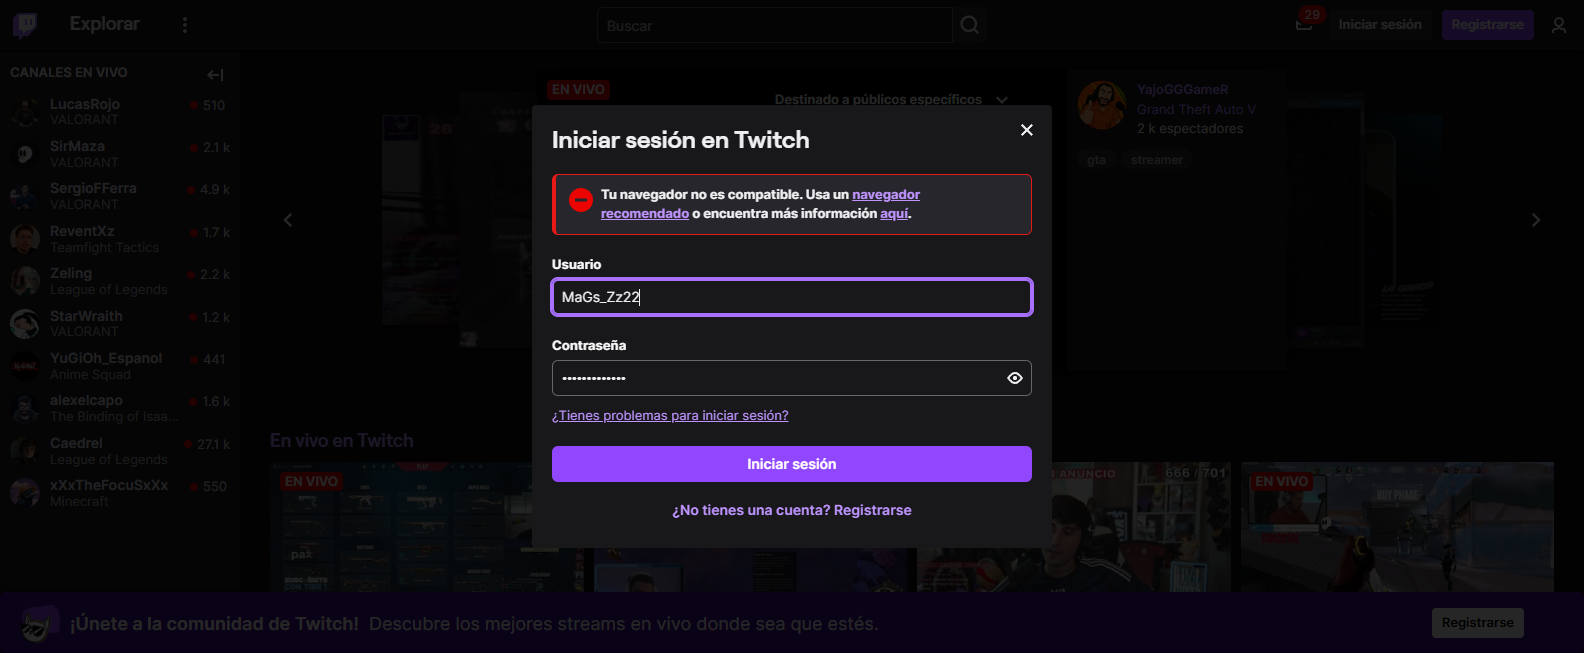 Explorar
Buscar
29
Iniciar sesión
Registrarse
CANALES EN VIVO
LucasRojo
510
VALORANT
SirMaza
2.1 k
VALORANT
SergioFFerra
4.9 k
VALORANT
ReventXz
1.7 k
Teamfight Tactics
Zeling
2.2 k
League of Legends
StarWraith
1.2 k
VALORANT
YuGiOh_Espanol
441
Anime Squad
alexelcapo
1.6 k
The Binding of Isaa...
Caedrel
27.1 k
League of Legends
xXxTheFocuSxXx
550
Minecraft
EN VIVO
Destinado a públicos específicos
YajoGGGameR
Grand Theft Auto V
2 k espectadores
gta
streamer
Iniciar sesión en Twitch
Tu navegador no es compatible. Usa un navegador
recomendado o encuentra más información aquí.
Usuario
MaGs_Zz22
Contraseña
•••••••••••••
¿Tienes problemas para iniciar sesión?
Iniciar sesión
¿No tienes una cuenta? Registrarse
En vivo en Twitch
EN VIVO
ANUNCIO
666 / 701
EN VIVO
BUY PHASE
¡Únete a la comunidad de Twitch! Descubre los mejores streams en vivo donde sea que estés.
Registrarse